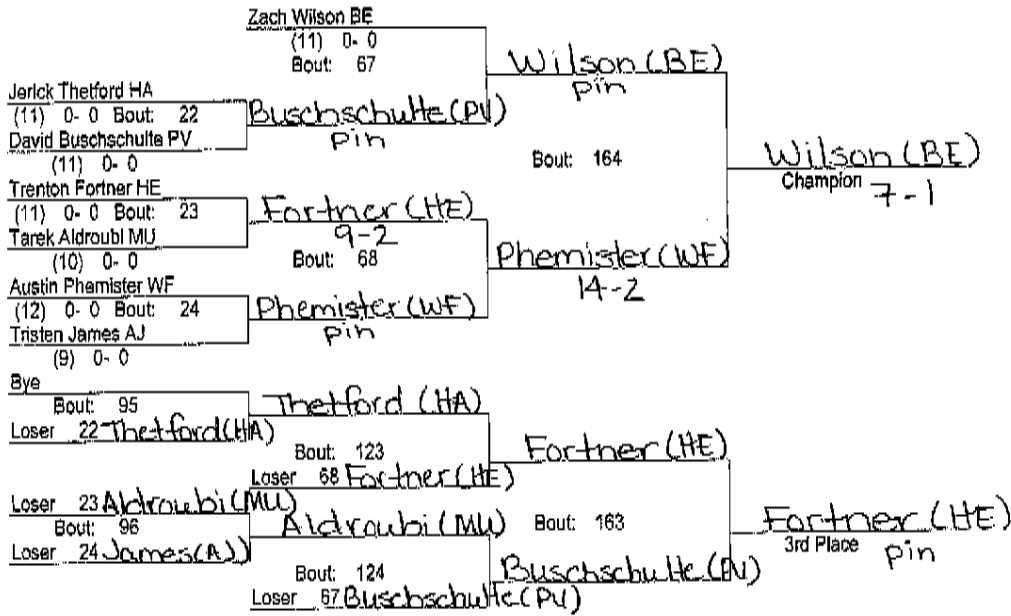 Zach Wilson BE
(11) 0- 0
Bout: 67
Wilson (BE)
pin
Jerick Thetford HA
(11) 0- 0 Bout: 22
Buschschulte (PV)
pin
David Buschschulte PV
(11) 0- 0
Bout: 164
Wilson (BE)
Champion 7-1
Trenton Fortner HE
(11) 0- 0 Bout: 23
Fortner (HE)
9-2
Tarek Aldroubi MU
(10) 0- 0
Bout: 68
Phemister (WF)
14-2
Austin Phemister WF
(12) 0- 0 Bout: 24
Phemister (WF)
pin
Tristen James AJ
(9) 0- 0
Bye
Bout: 95
Thetford (HA)
Loser 22 Thetford (HA)
Bout: 123
Fortner (HE)
Loser 68 Fortner (HE)
Loser 23 Aldroubi (MU)
Bout: 96
Aldroubi (MU)
Bout: 163
Fortner (HE)
3rd Place pin
Loser 24 James (AJ)
Bout: 124
Buschschulte (PV)
Loser 67 Buschschulte (PV)